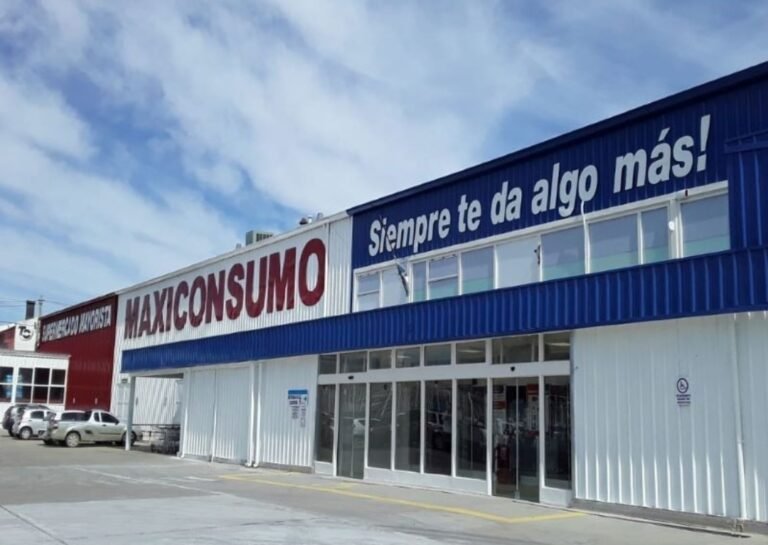 Siempre te da algo más!
MAXICONSUMO
SUPERMERCADO MAYORISTA